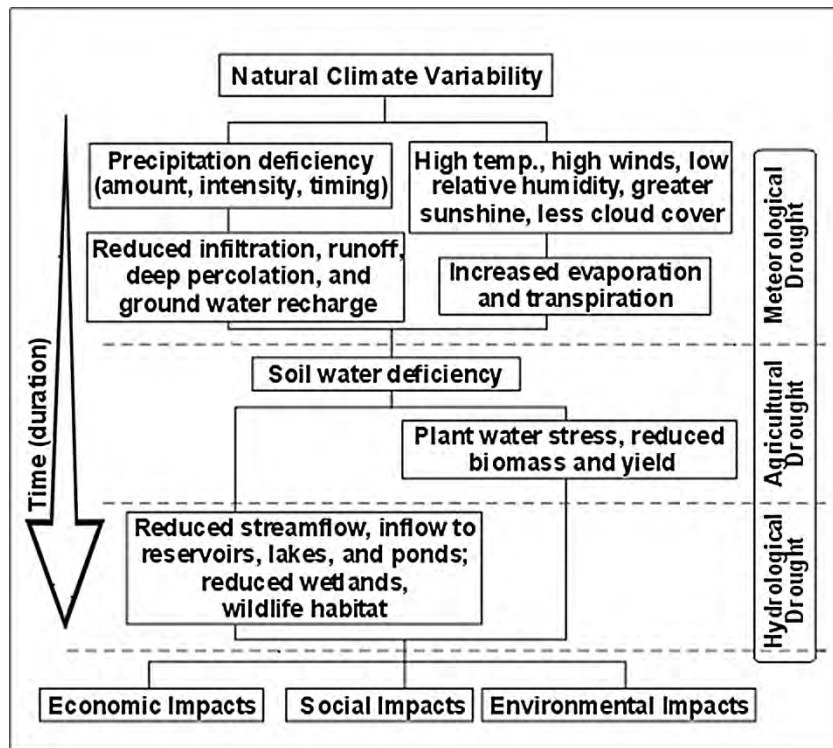 Natural Climate Variability
Precipitation deficiency
(amount, intensity, timing)
High temp., high winds, low
relative humidity, greater
sunshine, less cloud cover
Reduced infiltration, runoff,
deep percolation, and
ground water recharge
Increased evaporation
and transpiration
Meteorological
Drought
Time (duration)
Soil water deficiency
Plant water stress, reduced
biomass and yield
Agricultural
Drought
Reduced streamflow, inflow to
reservoirs, lakes, and ponds;
reduced wetlands,
wildlife habitat
Hydrological
Drought
Economic Impacts
Social Impacts
Environmental Impacts